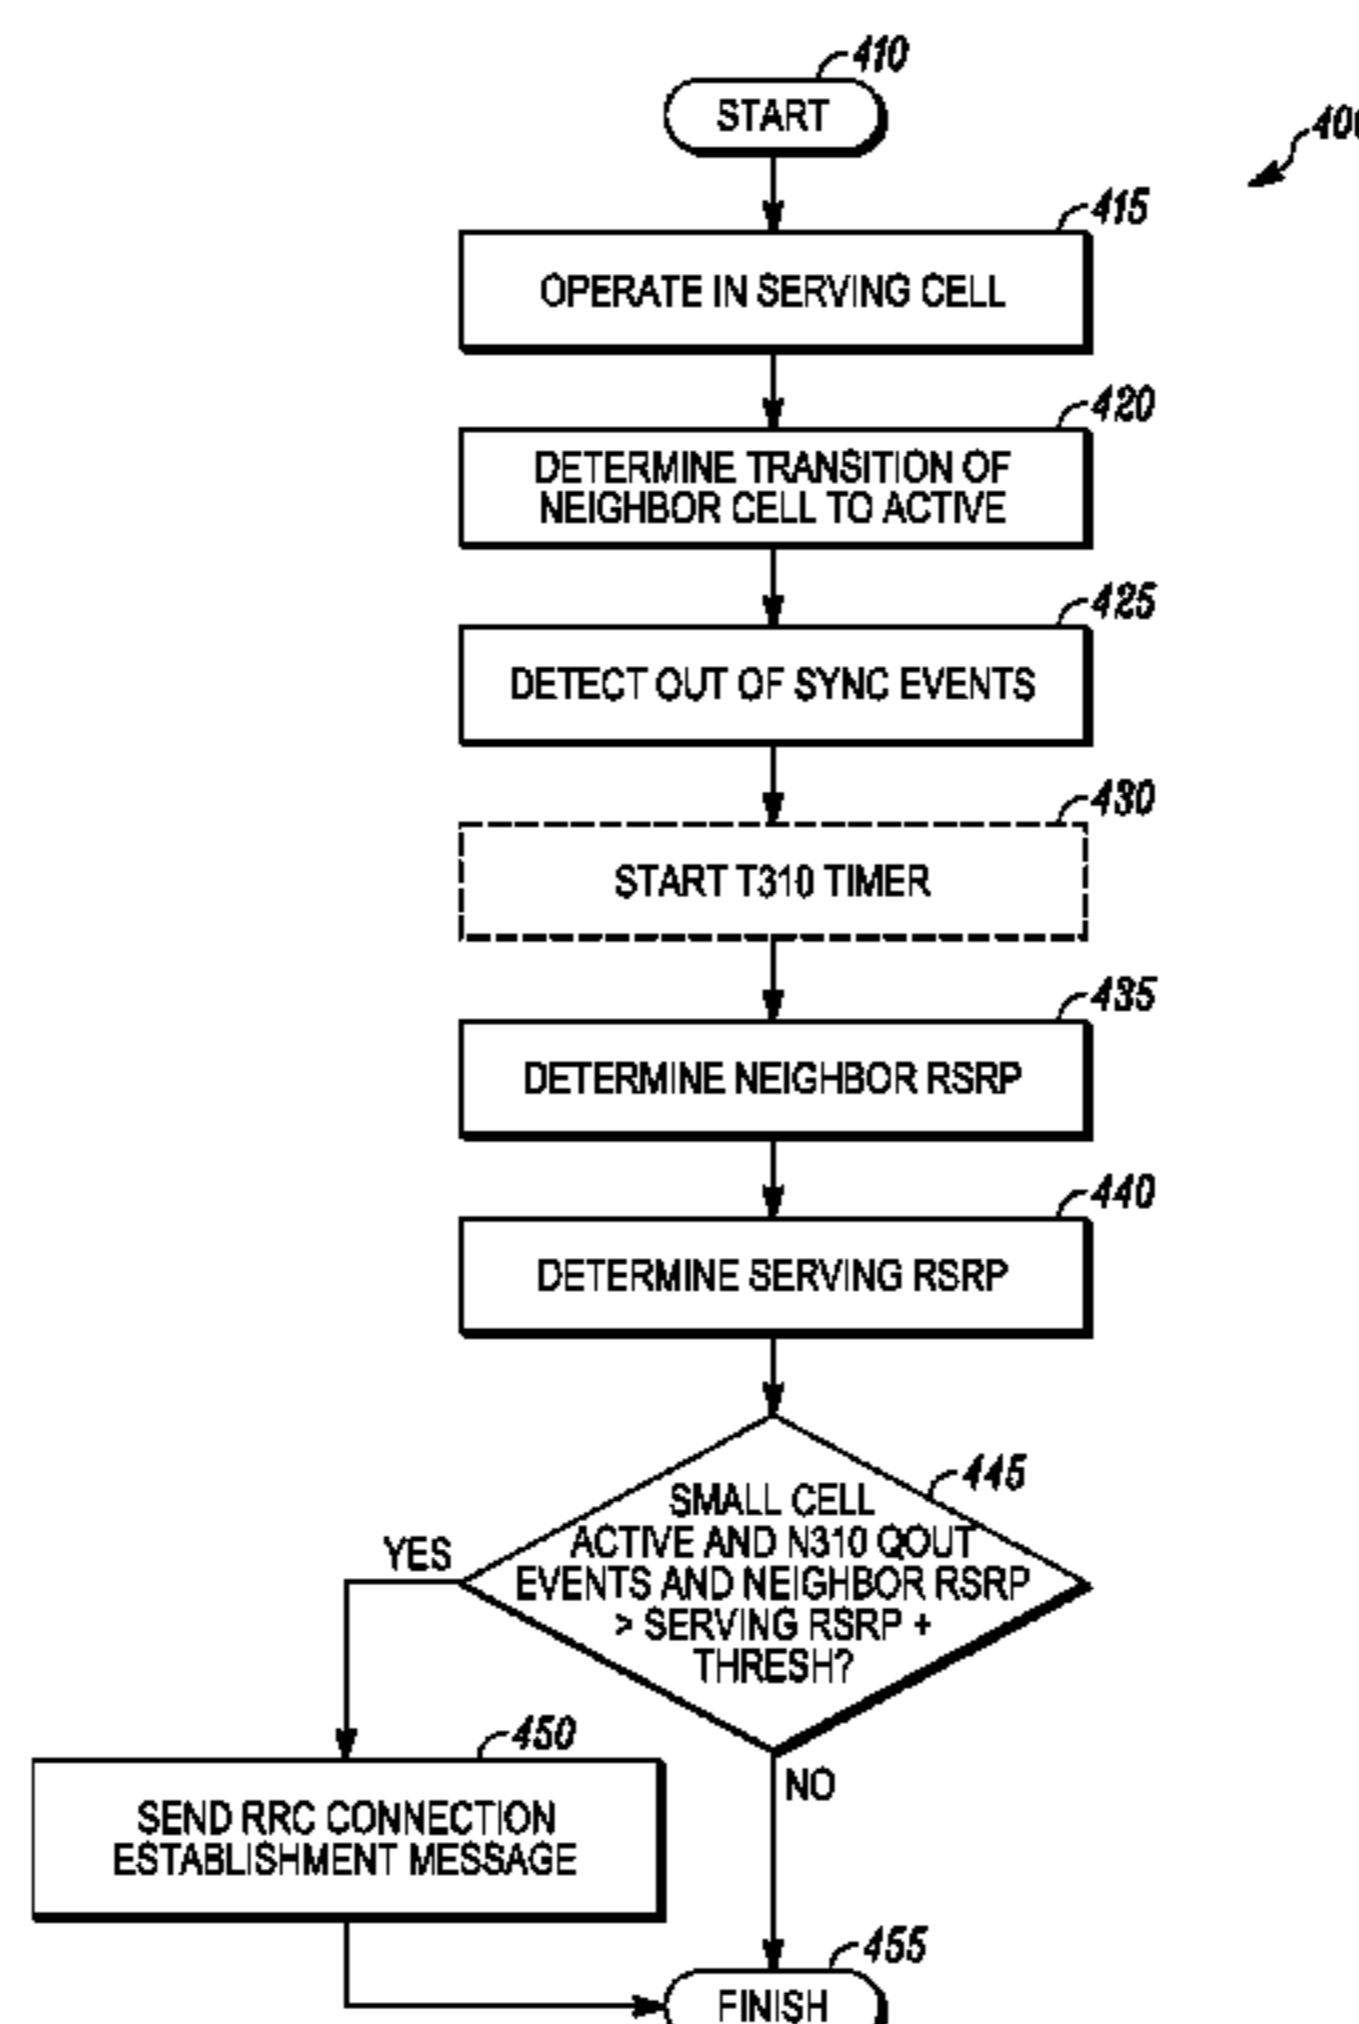 410
START
400
415
OPERATE IN SERVING CELL
420
DETERMINE TRANSITION OF
NEIGHBOR CELL TO ACTIVE
425
DETECT OUT OF SYNC EVENTS
430
START T310 TIMER
435
DETERMINE NEIGHBOR RSRP
440
DETERMINE SERVING RSRP
445
SMALL CELL
ACTIVE AND N310 QOUT
EVENTS AND NEIGHBOR RSRP
> SERVING RSRP +
THRESH?
YES
NO
450
SEND RRC CONNECTION
ESTABLISHMENT MESSAGE
455
FINISH